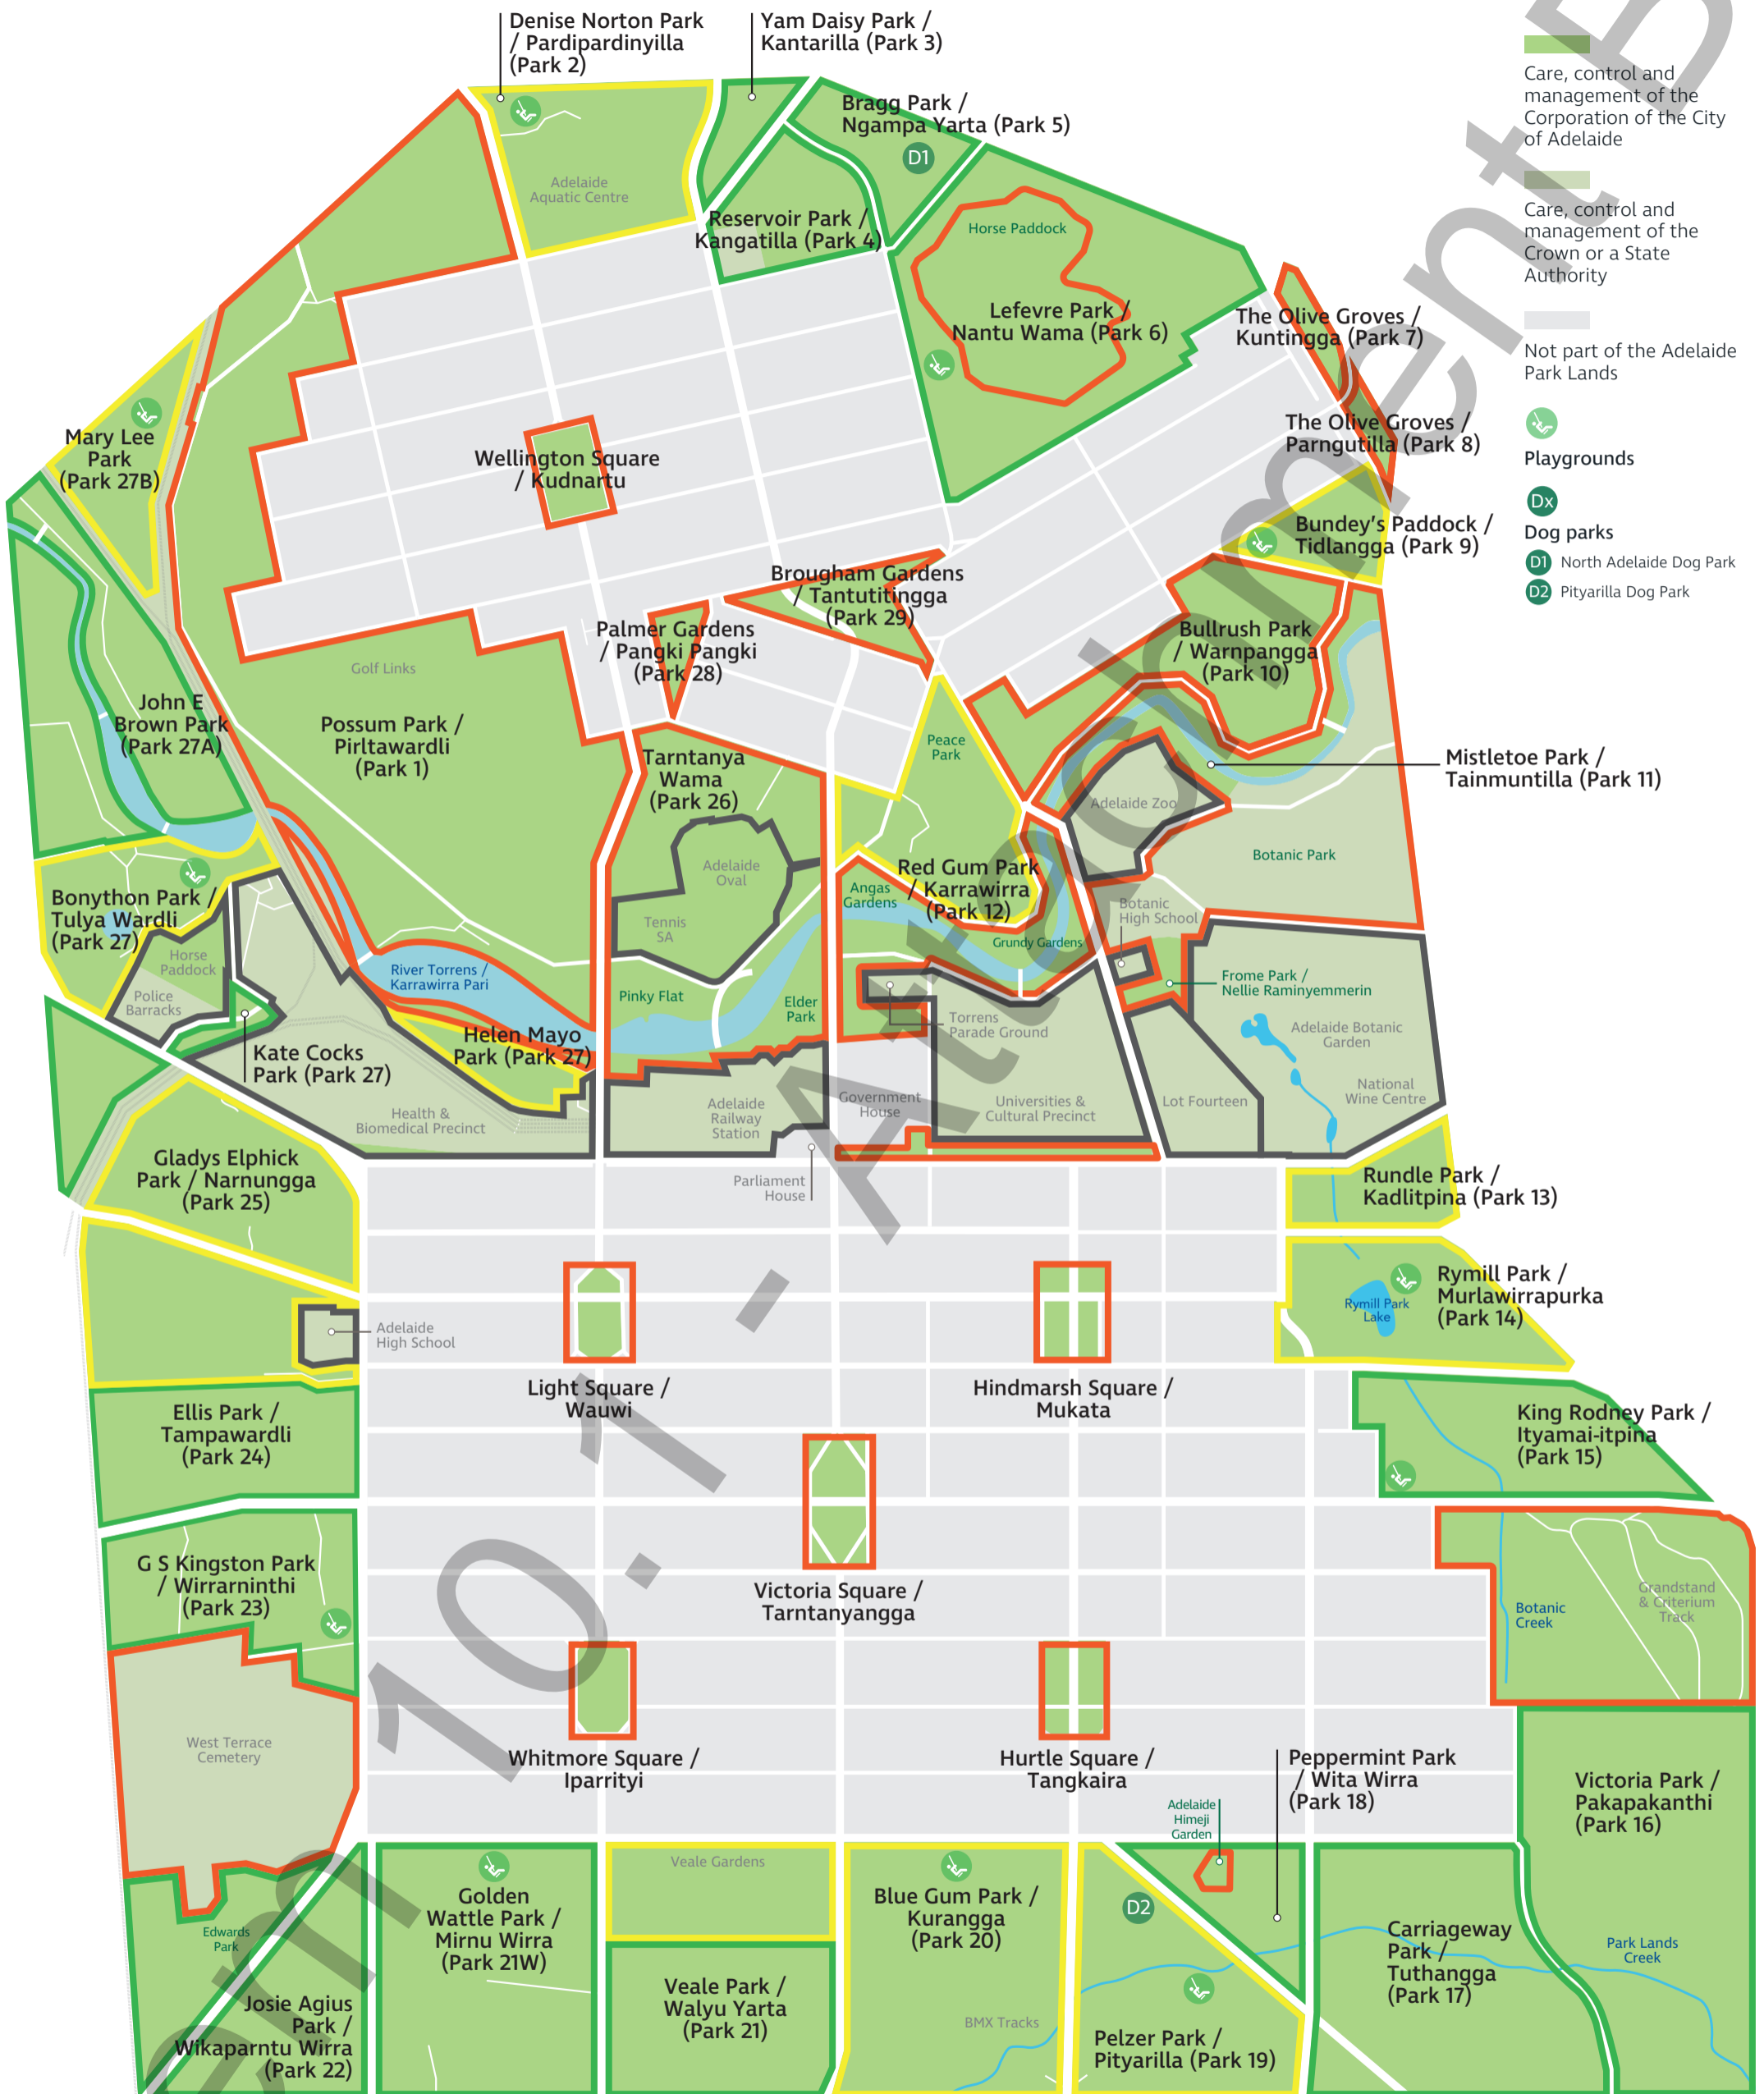 Denise Norton Park
/ Pardipardinyilla
(Park 2)
Yam Daisy Park /
Kantarilla (Park 3)
Bragg Park /
Ngampa Yarta (Park 5)
D1
Adelaide
Aquatic Centre
Reservoir Park /
Kangatilla (Park 4)
Horse Paddock
Lefevre Park /
Nantu Wama (Park 6)
The Olive Groves /
Kuntingga (Park 7)
The Olive Groves /
Parngutilla (Park 8)
Care, control and
management of the
Corporation of the City
of Adelaide
Care, control and
management of the
Crown or a State
Authority
Not part of the Adelaide
Park Lands
Playgrounds
Dx
Dog parks
D1 North Adelaide Dog Park
D2 Pityarilla Dog Park
Mary Lee
Park
(Park 27B)
Wellington Square
/ Kudnartu
Bundey's Paddock /
Tidlangga (Park 9)
Brougham Gardens
/ Tantutitingga
(Park 29)
Palmer Gardens
/ Pangki Pangki
(Park 28)
Bullrush Park
/ Warnpangga
(Park 10)
Golf Links
John E
Brown Park
(Park 27A)
Possum Park /
Pirltawardli
(Park 1)
Tarntanya
Wama
(Park 26)
Peace
Park
Mistletoe Park /
Tainmuntilla (Park 11)
Adelaide Zoo
Botanic Park
Adelaide
Oval
Tennis
SA
Angas
Gardens
Red Gum Park
/ Karrawirra
(Park 12)
Botanic
High School
Grundy Gardens
Bonython Park /
Tulya Wardli
(Park 27)
Horse
Paddock
Police
Barracks
River Torrens /
Karrawirra Pari
Pinky Flat
Elder
Park
Frome Park /
Nellie Raminyemmerin
Torrens
Parade Ground
Adelaide Botanic
Garden
Helen Mayo
Park (Park 27)
Kate Cocks
Park (Park 27)
National
Wine Centre
Health &
Biomedical Precinct
Adelaide
Railway
Station
Government
House
Universities &
Cultural Precinct
Lot Fourteen
Parliament
House
Gladys Elphick
Park / Narnungga
(Park 25)
Rundle Park /
Kadlitpina (Park 13)
Rymill Park
Lake
Rymill Park /
Murlawirrapurka
(Park 14)
Adelaide
High School
Light Square /
Wauwi
Hindmarsh Square /
Mukata
Ellis Park /
Tampawardli
(Park 24)
King Rodney Park /
Ityamai-itpina
(Park 15)
G S Kingston Park
/ Wirrarninthi
(Park 23)
Victoria Square /
Tarntanyangga
Botanic
Creek
Grandstand
& Criterium
Track
West Terrace
Cemetery
Whitmore Square /
Iparrityi
Hurtle Square /
Tangkaira
Peppermint Park
/ Wita Wirra
(Park 18)
Victoria Park /
Pakapakanthi
(Park 16)
Adelaide
Himeji
Garden
Veale Gardens
Edwards
Park
Golden
Wattle Park /
Mirnu Wirra
(Park 21W)
Blue Gum Park /
Kurangga
(Park 20)
D2
Carriageway
Park /
Tuthangga
(Park 17)
Park Lands
Creek
Josie Agius
Park /
Wikaparntu Wirra
(Park 22)
Veale Park /
Walyu Yarta
(Park 21)
BMX Tracks
Pelzer Park /
Pityarilla (Park 19)
10.1 - Attachment B